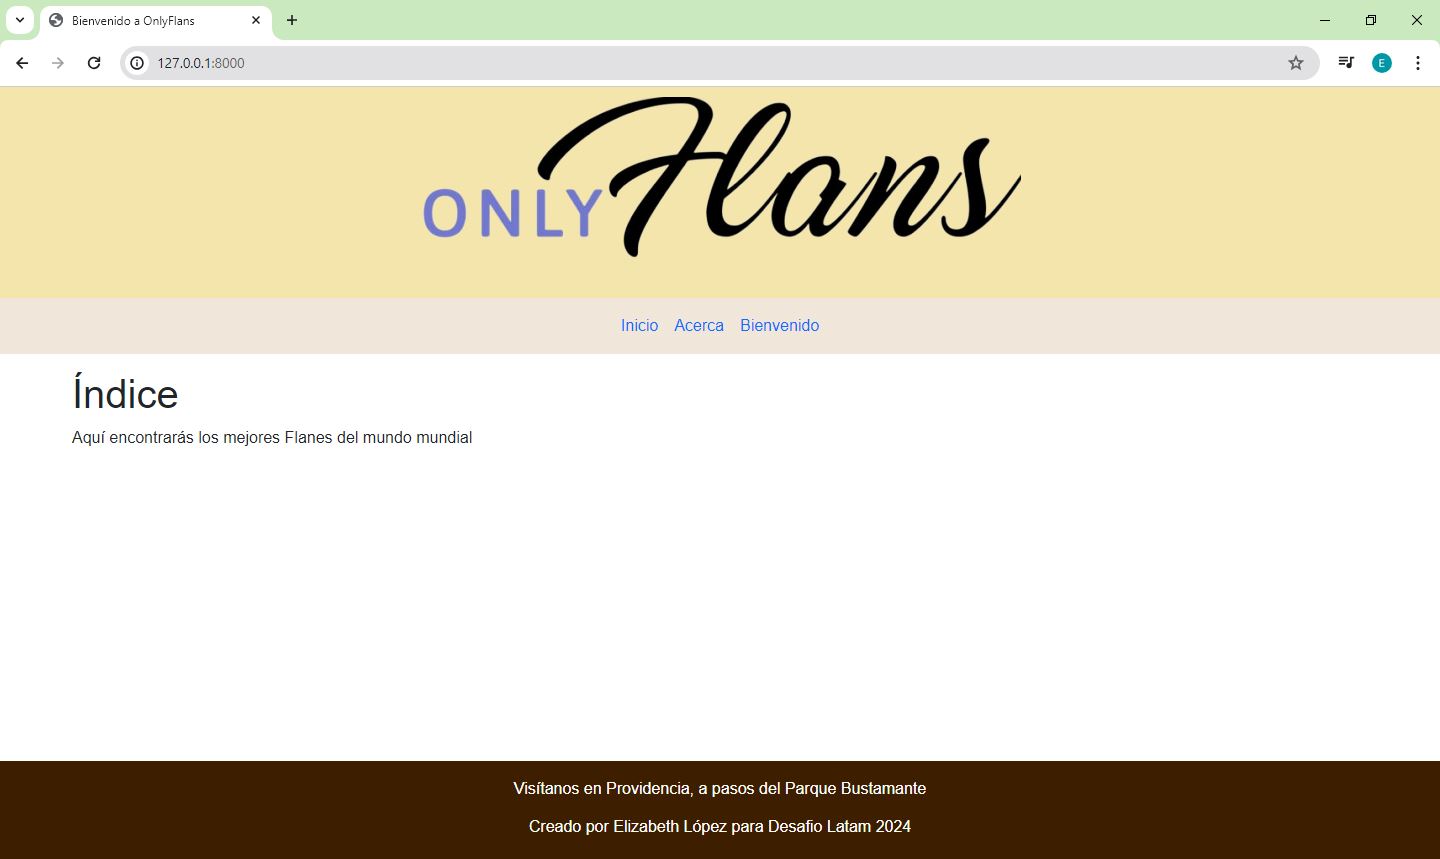 Bienvenido a OnlyFlans
127.0.0.1:8000
E
ONLY Flans
Inicio Acerca Bienvenido
Índice
Aquí encontrarás los mejores Flanes del mundo mundial
Visítanos en Providencia, a pasos del Parque Bustamante
Creado por Elizabeth López para Desafio Latam 2024